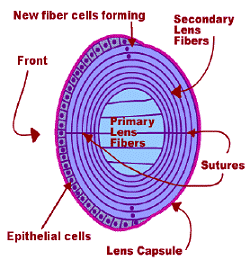 New fiber cells forming
Secondary
Lens
Fibers
Front
Primary
Lens
Fibers
Sutures
Epithelial cells
Lens Capsule